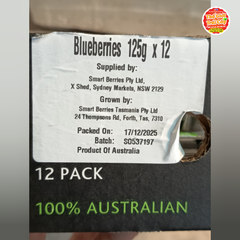 Blueberries 125g x 12
Supplied by:
Smart Berries Pty Ltd,
X Shed, Sydney Markets, NSW 2129
Grown by:
Smart Berries Tasmania Pty Ltd
24 Thompsons Rd, Forth, Tas, 7310
Packed On: 17/12/2025
Batch: SO537197
Product Of Australia
12 PACK
100% AUSTRALIAN